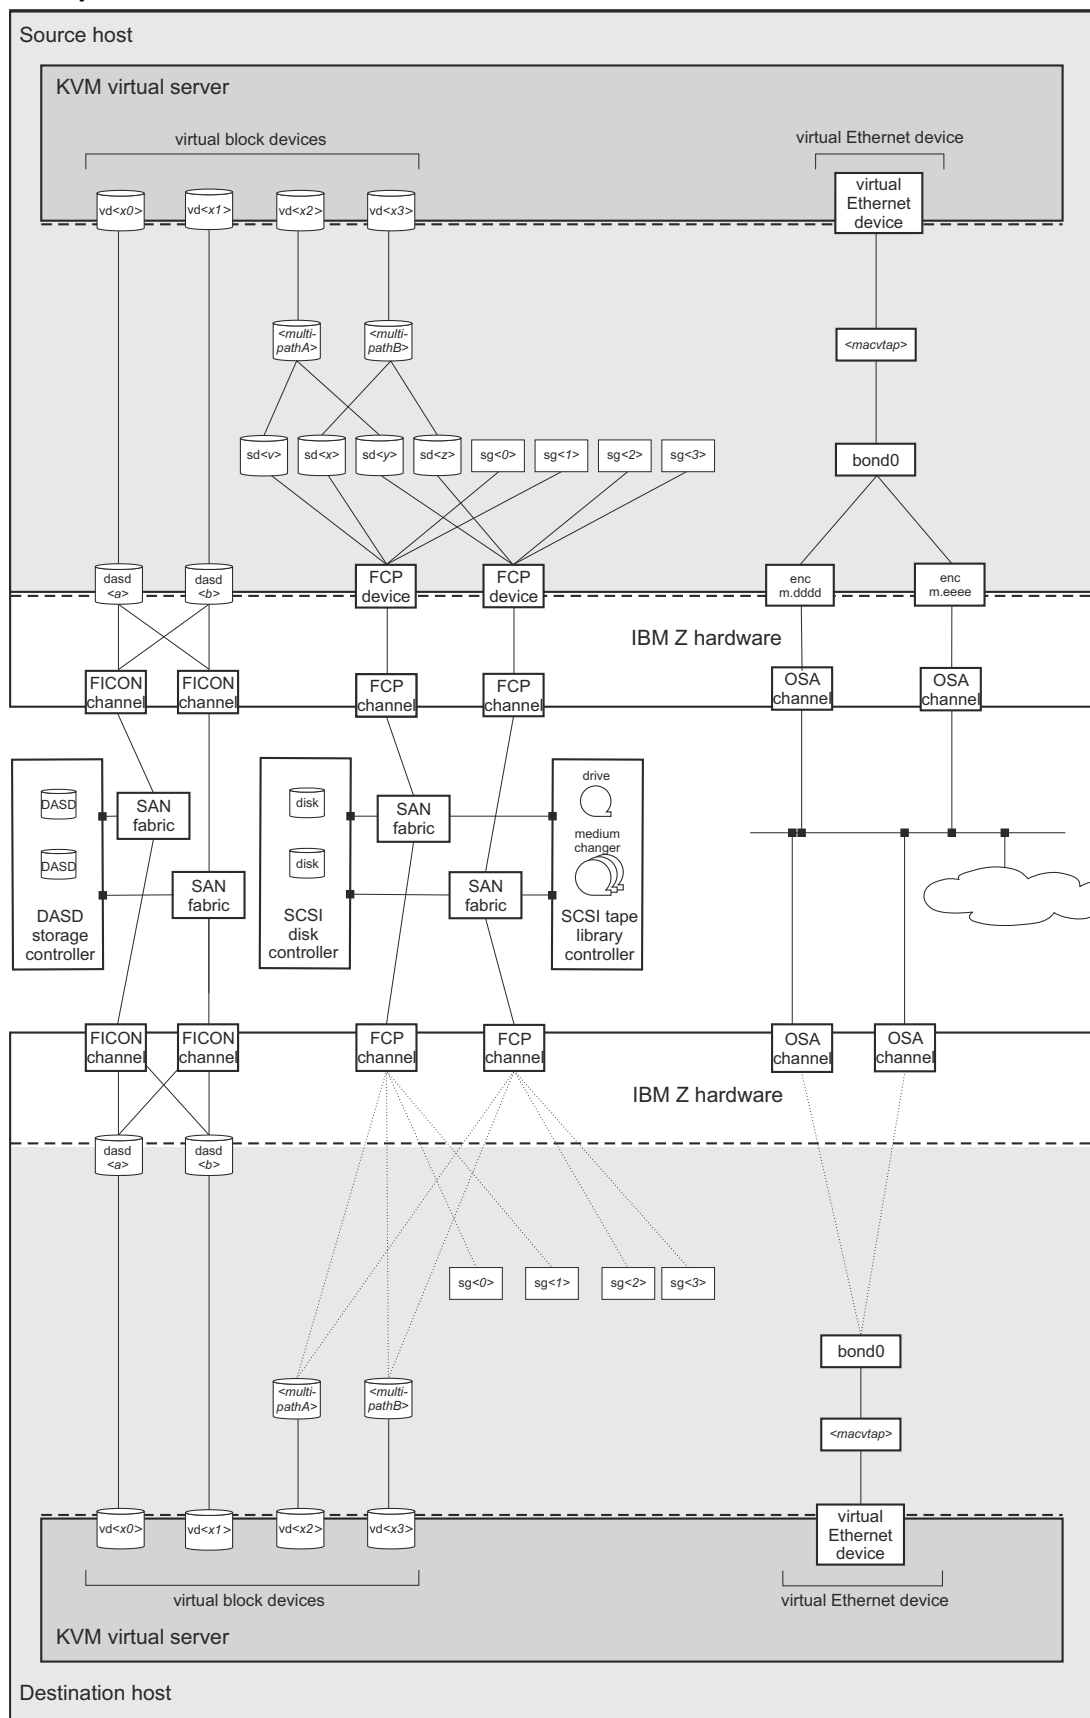 Source host
KVM virtual server
virtual block devices
virtual Ethernet device
vd<x0>
vd<x1>
vd<x2>
vd<x3>
virtual
Ethernet
device
<multi-
pathA>
<multi-
pathB>
<macvtap>
sd<v>
sd<x>
sd<y>
sd<z>
sg<0>
sg<1>
sg<2>
sg<3>
bond0
dasd
<a>
dasd
<b>
FCP
device
FCP
device
enc
m.dddd
enc
m.eeee
IBM Z hardware
FICON
channel
FICON
channel
FCP
channel
FCP
channel
OSA
channel
OSA
channel
DASD
DASD
DASD
storage
controller
SAN
fabric
SAN
fabric
disk
disk
SCSI
disk
controller
SAN
fabric
SAN
fabric
drive
medium
changer
SCSI tape
library
controller
FICON
channel
FICON
channel
FCP
channel
FCP
channel
OSA
channel
OSA
channel
IBM Z hardware
dasd
<a>
dasd
<b>
sg<0>
sg<1>
sg<2>
sg<3>
bond0
<multi-
pathA>
<multi-
pathB>
<macvtap>
vd<x0>
vd<x1>
vd<x2>
vd<x3>
virtual
Ethernet
device
virtual block devices
virtual Ethernet device
KVM virtual server
Destination host